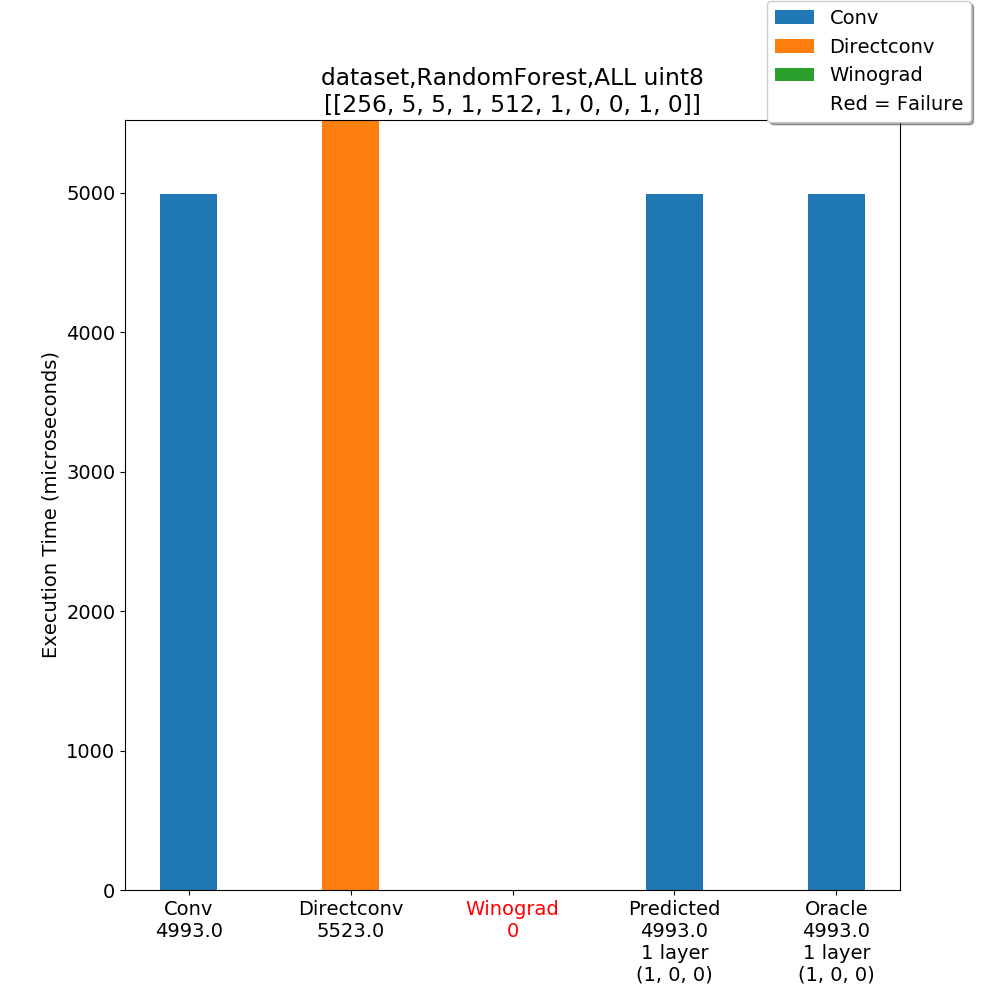 Conv
Directconv
Winograd
Red = Failure
dataset,RandomForest,ALL uint8
[[256, 5, 5, 1, 512, 1, 0, 0, 1, 0]]
Execution Time (microseconds)
5000
4000
3000
2000
1000
0
Conv
4993.0
Directconv
5523.0
Winograd
0
Predicted
4993.0
1 layer
(1, 0, 0)
Oracle
4993.0
1 layer
(1, 0, 0)